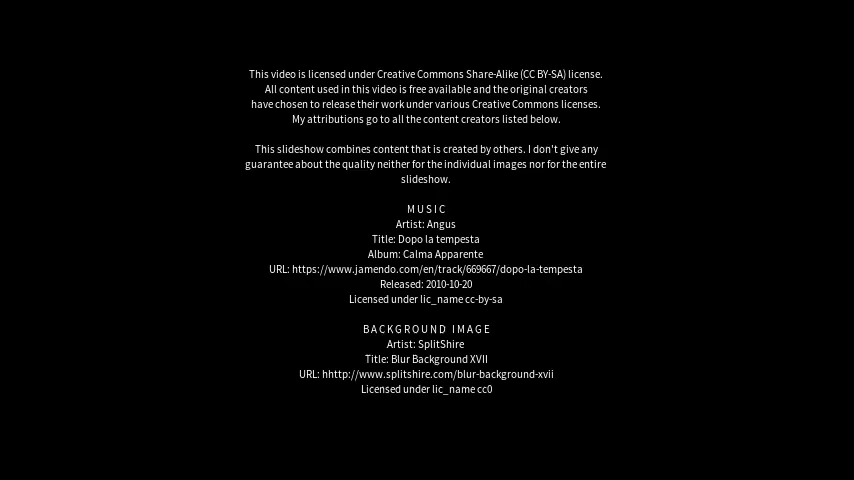 This video is licensed under Creative Commons Share-Alike (CC BY-SA) license.
All content used in this video is free available and the original creators
have chosen to release their work under various Creative Commons licenses.
My attributions go to all the content creators listed below.
This slideshow combines content that is created by others. I don't give any
guarantee about the quality neither for the individual images nor for the entire
slideshow.
MUSIC
Artist: Angus
Title: Dopo la tempesta
Album: Calma Apparente
URL: https://www.jamendo.com/en/track/669667/dopo-la-tempesta
Released: 2010-10-20
Licensed under lic_name cc-by-sa
BACKGROUND IMAGE
Artist: SplitShire
Title: Blur Background XVII
URL: hhttp://www.splitshire.com/blur-background-xvii
Licensed under lic_name cc0